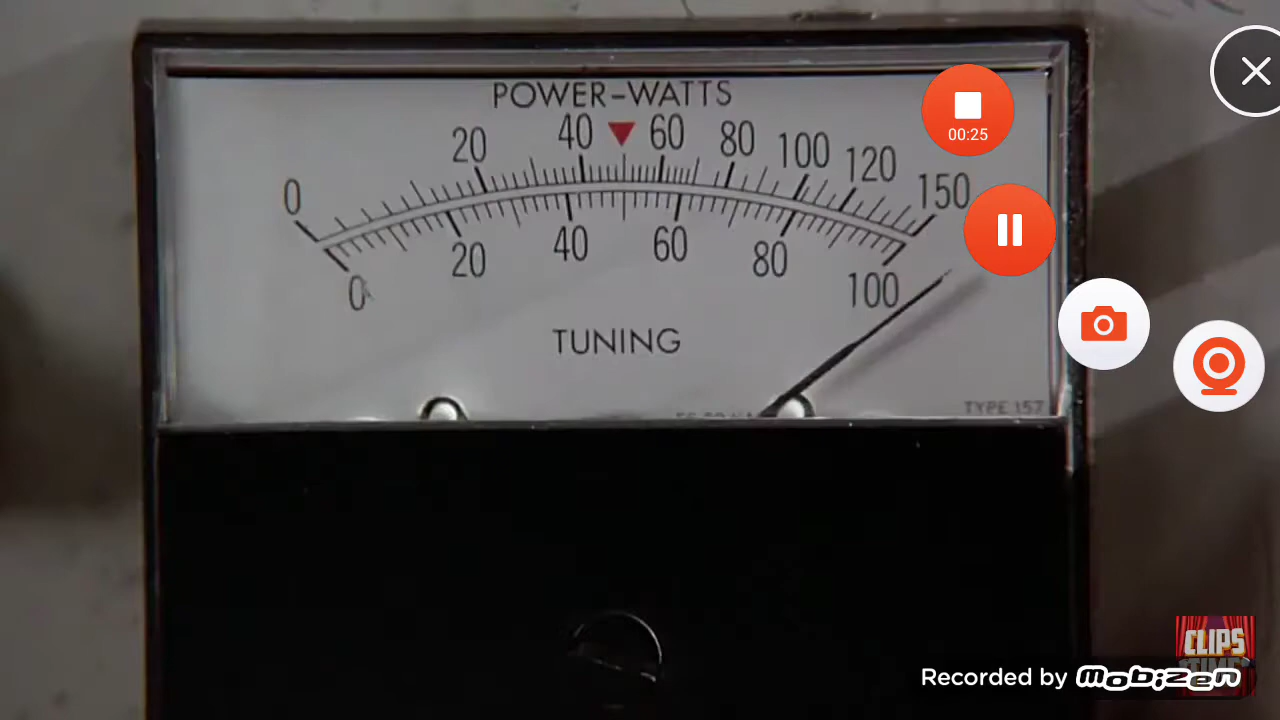 POWER-WATTS
0 20 40 60 80 100 120 150
0 20 40 60 80 100
TUNING
TYPE 157
00:25
CLIPS
TIME
Recorded by mobizen